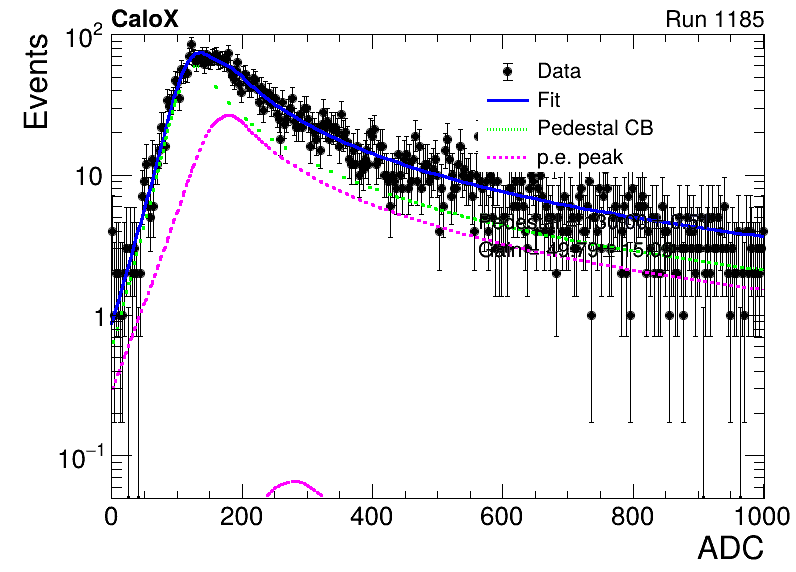 CaloX Run 1185
Events
Data
Fit
Pedestal CB
p.e. peak
10²
10
1
10⁻¹
0 200 400 600 800 1000
ADC